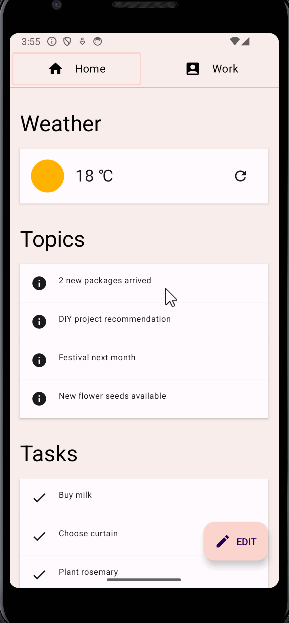 3:55
Home Work
Weather
18 ℃
Topics
2 new packages arrived
DIY project recommendation
Festival next month
New flower seeds available
Tasks
Buy milk
Choose curtain
EDIT
Plant rosemary